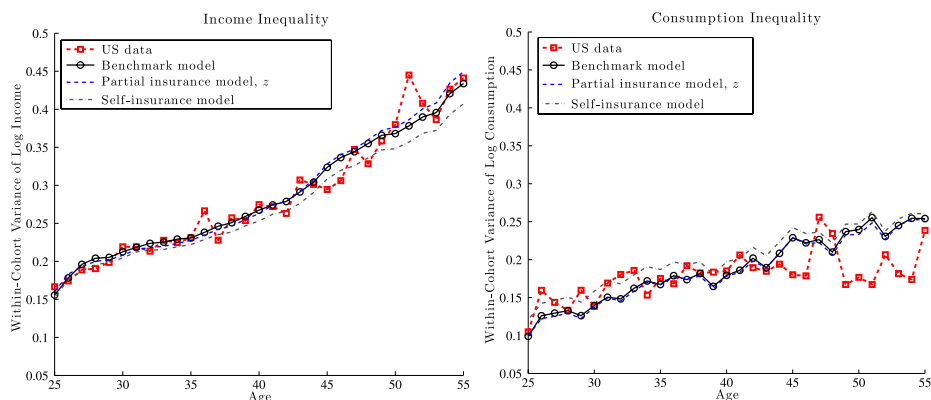 Income Inequality
Within-Cohort Variance of Log Income
0.5
0.45
0.4
0.35
0.3
0.25
0.2
0.15
0.1
0.05
US data
Benchmark model
Partial insurance model, z
Self-insurance model
25 30 35 40 45 50 55
Age
Consumption Inequality
Within-Cohort Variance of Log Consumption
0.5
0.45
0.4
0.35
0.3
0.25
0.2
0.15
0.1
0.05
US data
Benchmark model
Partial insurance model, z
Self-insurance model
25 30 35 40 45 50 55
Age